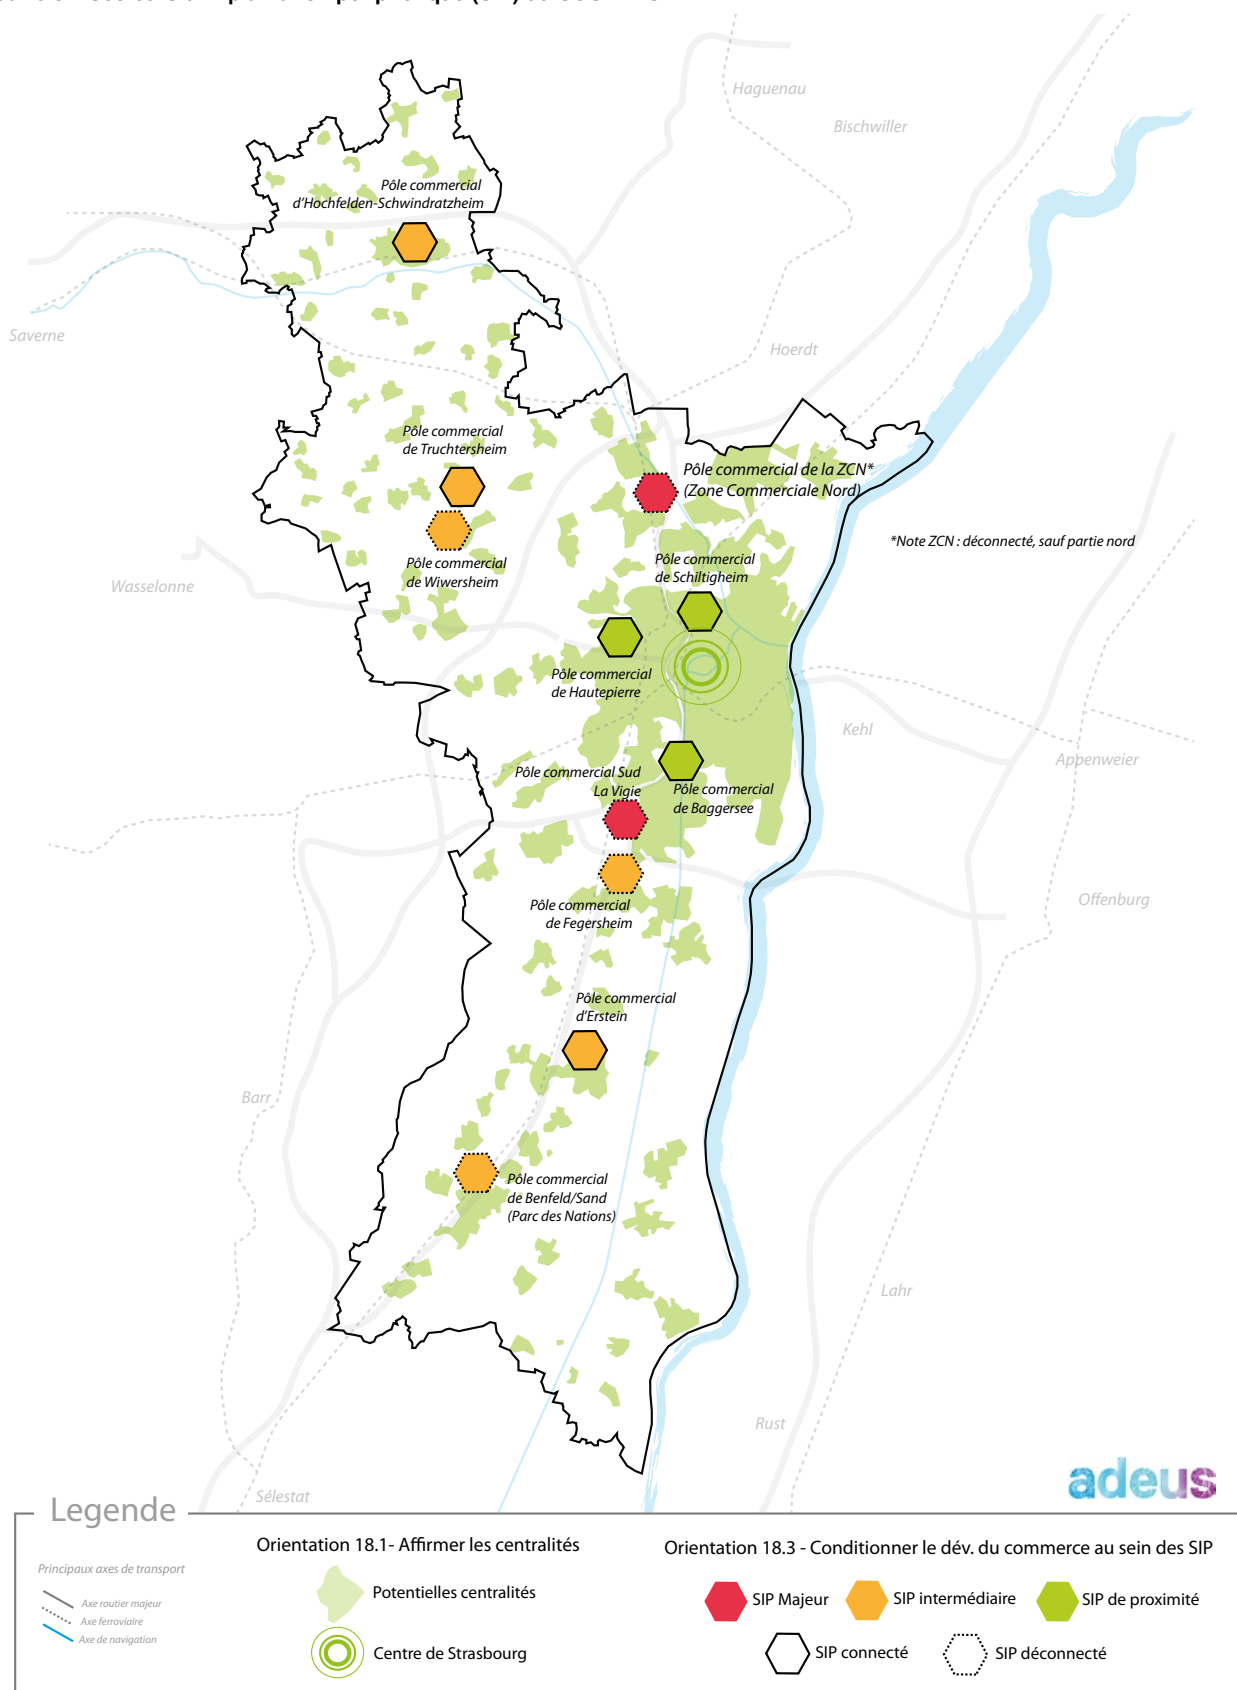 Haguenau
Bischwiller
Pôle commercial
d'Hochfelden-Schwindratzheim
Saverne
Hoerdt
Pôle commercial
de Truchtersheim
Pôle commercial de la ZCN*
(Zone Commerciale Nord)
*Note ZCN : déconnecté, sauf partie nord
Pôle commercial
de Wiwersheim
Pôle commercial
de Schiltigheim
Wasselonne
Pôle commercial
de Hautepierre
Kehl
Appenweier
Pôle commercial Sud
La Vigie
Pôle commercial
de Baggersee
Offenburg
Pôle commercial
de Fegersheim
Pôle commercial
d'Erstein
Barr
Pôle commercial
de Benfeld/Sand
(Parc des Nations)
Lahr
Rust
Sélestat
adeus
Legende
Principaux axes de transport
Axe routier majeur
Axe ferroviaire
Axe de navigation
Orientation 18.1- Affirmer les centralités
Potentielles centralités
Centre de Strasbourg
Orientation 18.3 - Conditionner le dév. du commerce au sein des SIP
SIP Majeur
SIP intermédiaire
SIP de proximité
SIP connecté
SIP déconnecté